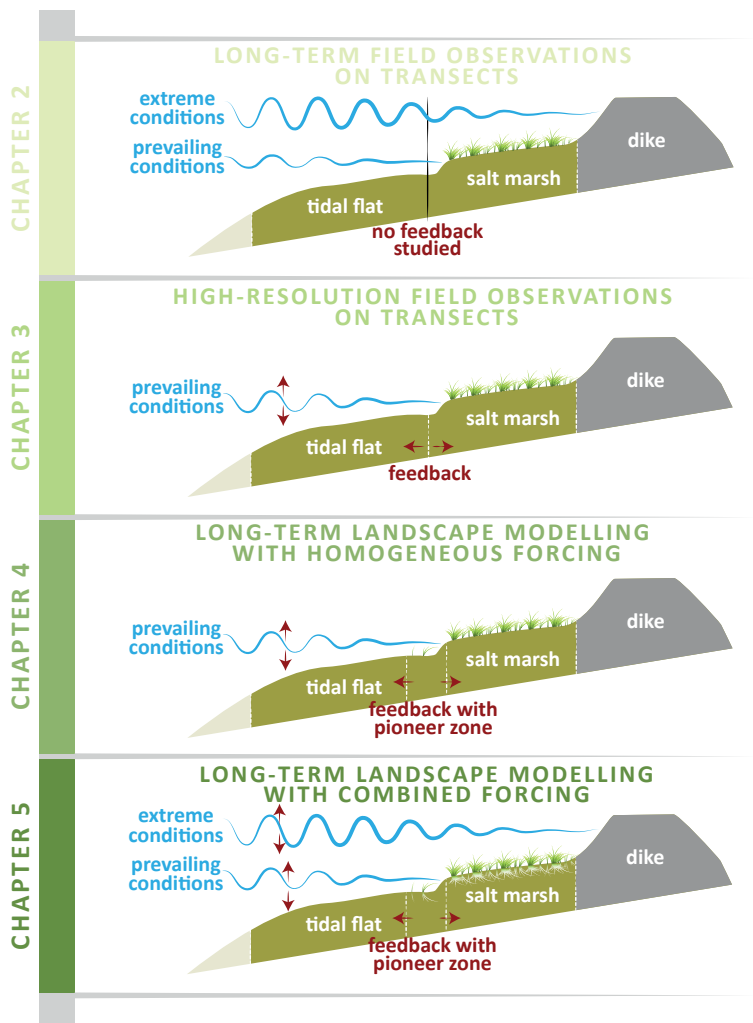 CHAPTER 2
LONG-TERM FIELD OBSERVATIONS
ON TRANSECTS
extreme
conditions
prevailing
conditions
dike
salt marsh
tidal flat
no feedback
studied
CHAPTER 3
HIGH-RESOLUTION FIELD OBSERVATIONS
ON TRANSECTS
prevailing
conditions
dike
salt marsh
tidal flat
feedback
CHAPTER 4
LONG-TERM LANDSCAPE MODELLING
WITH HOMOGENEOUS FORCING
prevailing
conditions
dike
salt marsh
tidal flat
feedback with
pioneer zone
CHAPTER 5
LONG-TERM LANDSCAPE MODELLING
WITH COMBINED FORCING
extreme
conditions
prevailing
conditions
dike
salt marsh
tidal flat
feedback with
pioneer zone